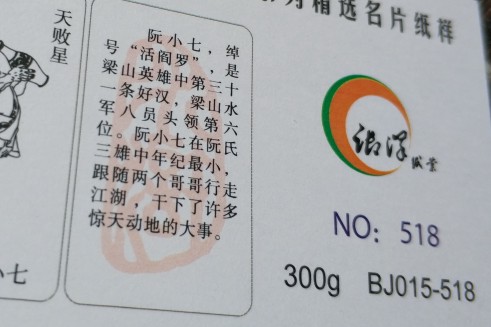 月精选名片纸样
天败星
阮小七，绰
号“活阎罗”，是
梁山英雄中第三十
一条好汉，梁山水
军八员头领第六
位。阮小七在阮氏
三雄中年纪最小，
跟随两个哥哥行走
江湖，干下了许多
惊天动地的大事。
小七
NO: 518
300g BJ015-518